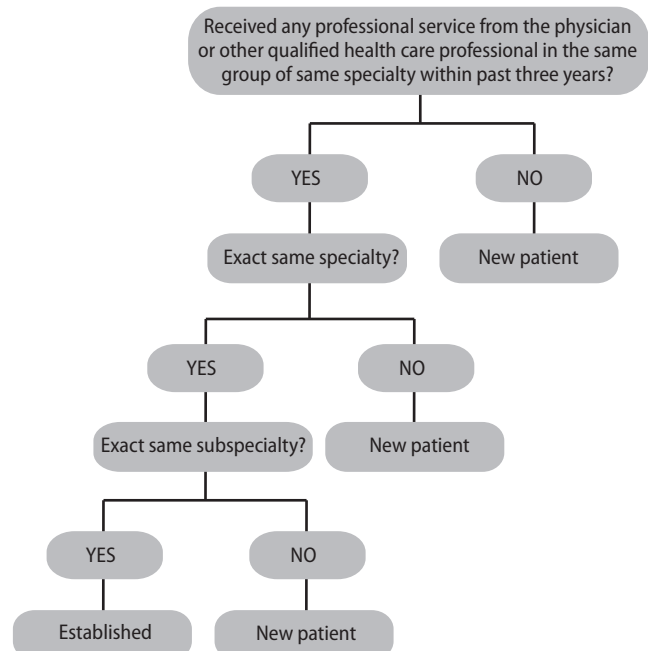 Received any professional service from the physician
or other qualified health care professional in the same
group of same specialty within past three years?
YES
NO
Exact same specialty?
New patient
YES
NO
Exact same subspecialty?
New patient
YES
NO
Established
New patient